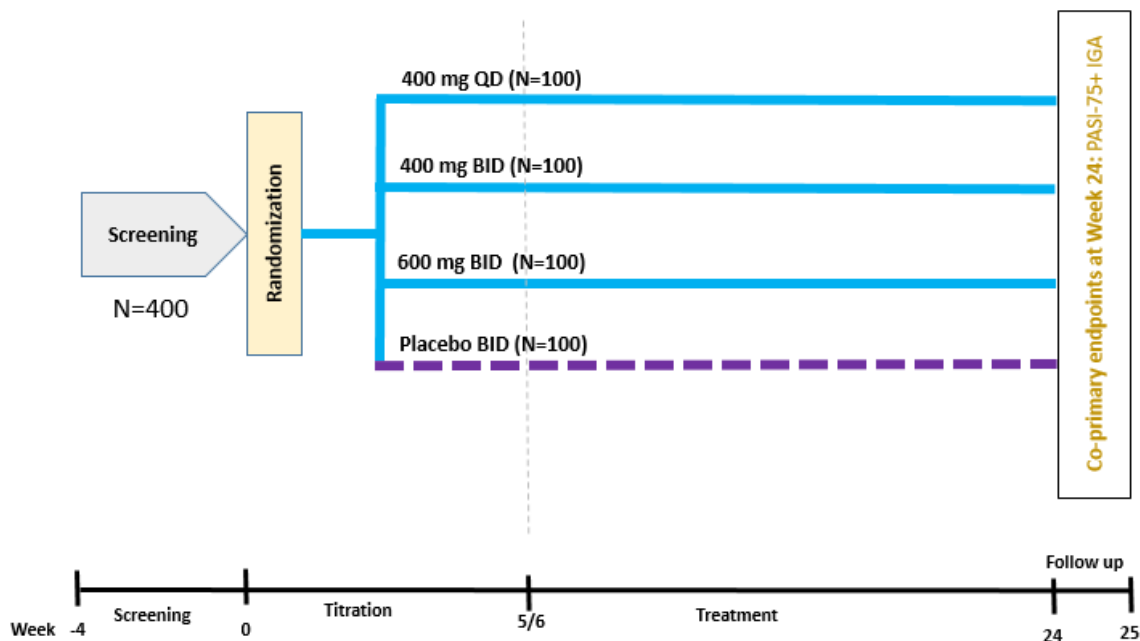 400 mg QD (N=100)
400 mg BID (N=100)
Screening
N=400
Randomization
600 mg BID (N=100)
Placebo BID (N=100)
Co-primary endpoints at Week 24: PASI-75+ IGA
Follow up
Screening
Titration
Treatment
Week -4 0 5/6 24 25